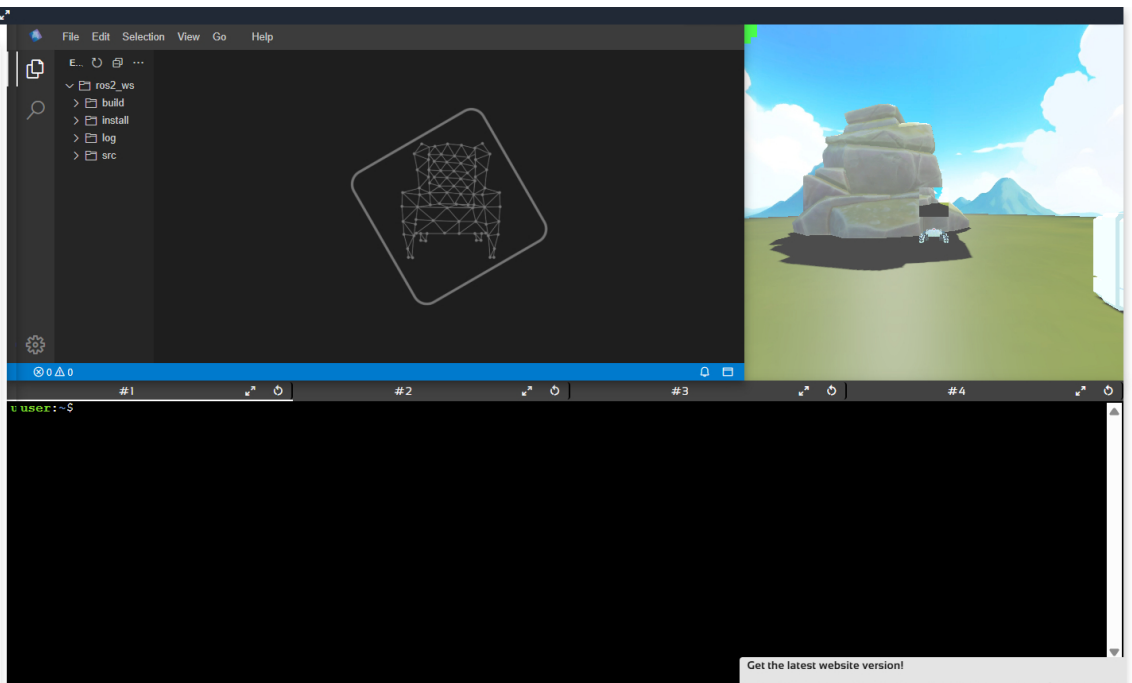 File Edit Selection View Go Help
E...
ros2_ws
build
install
log
src
0 0
#1 #2 #3 #4
user:~$
Get the latest website version!